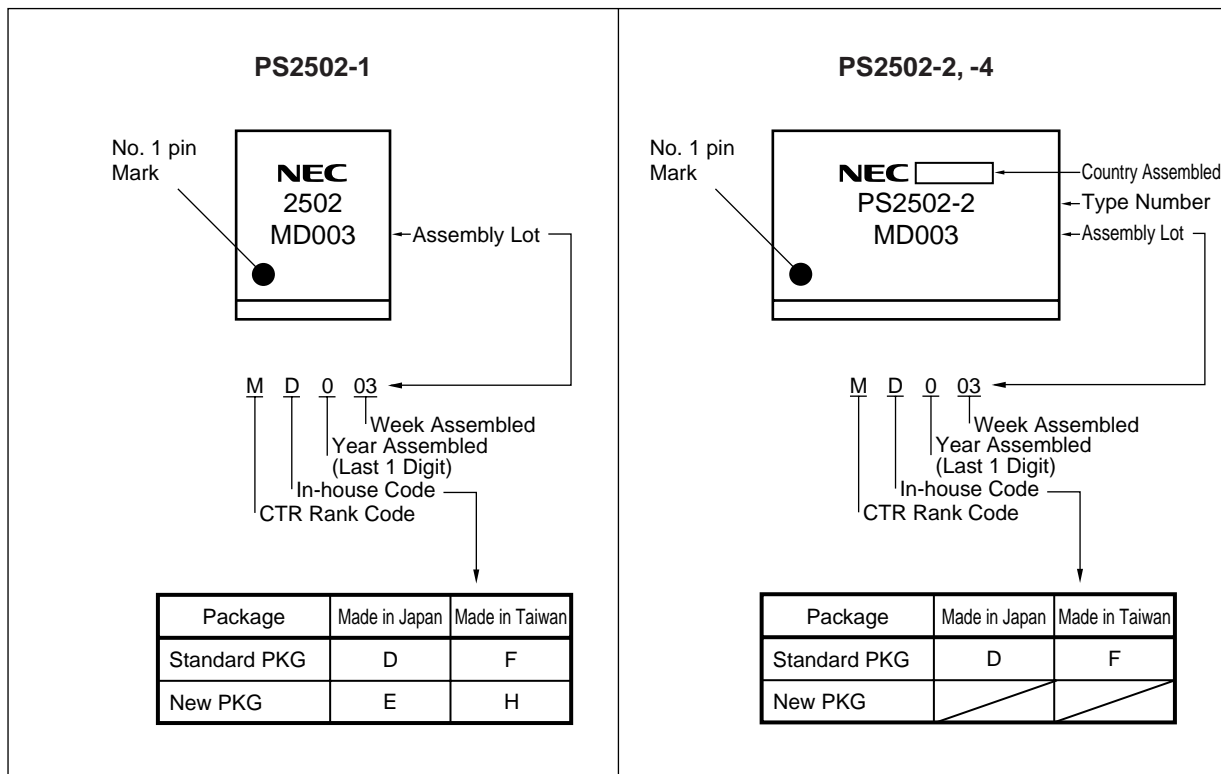 PS2502-1
No. 1 pin
Mark
NEC
2502
MD003
Assembly Lot
M D 0 03
Week Assembled
Year Assembled
(Last 1 Digit)
In-house Code
CTR Rank Code
Package Made in Japan Made in Taiwan
Standard PKG D F
New PKG E H
PS2502-2, -4
No. 1 pin
Mark
NEC
Country Assembled
PS2502-2
Type Number
MD003
Assembly Lot
M D 0 03
Week Assembled
Year Assembled
(Last 1 Digit)
In-house Code
CTR Rank Code
Package Made in Japan Made in Taiwan
Standard PKG D F
New PKG